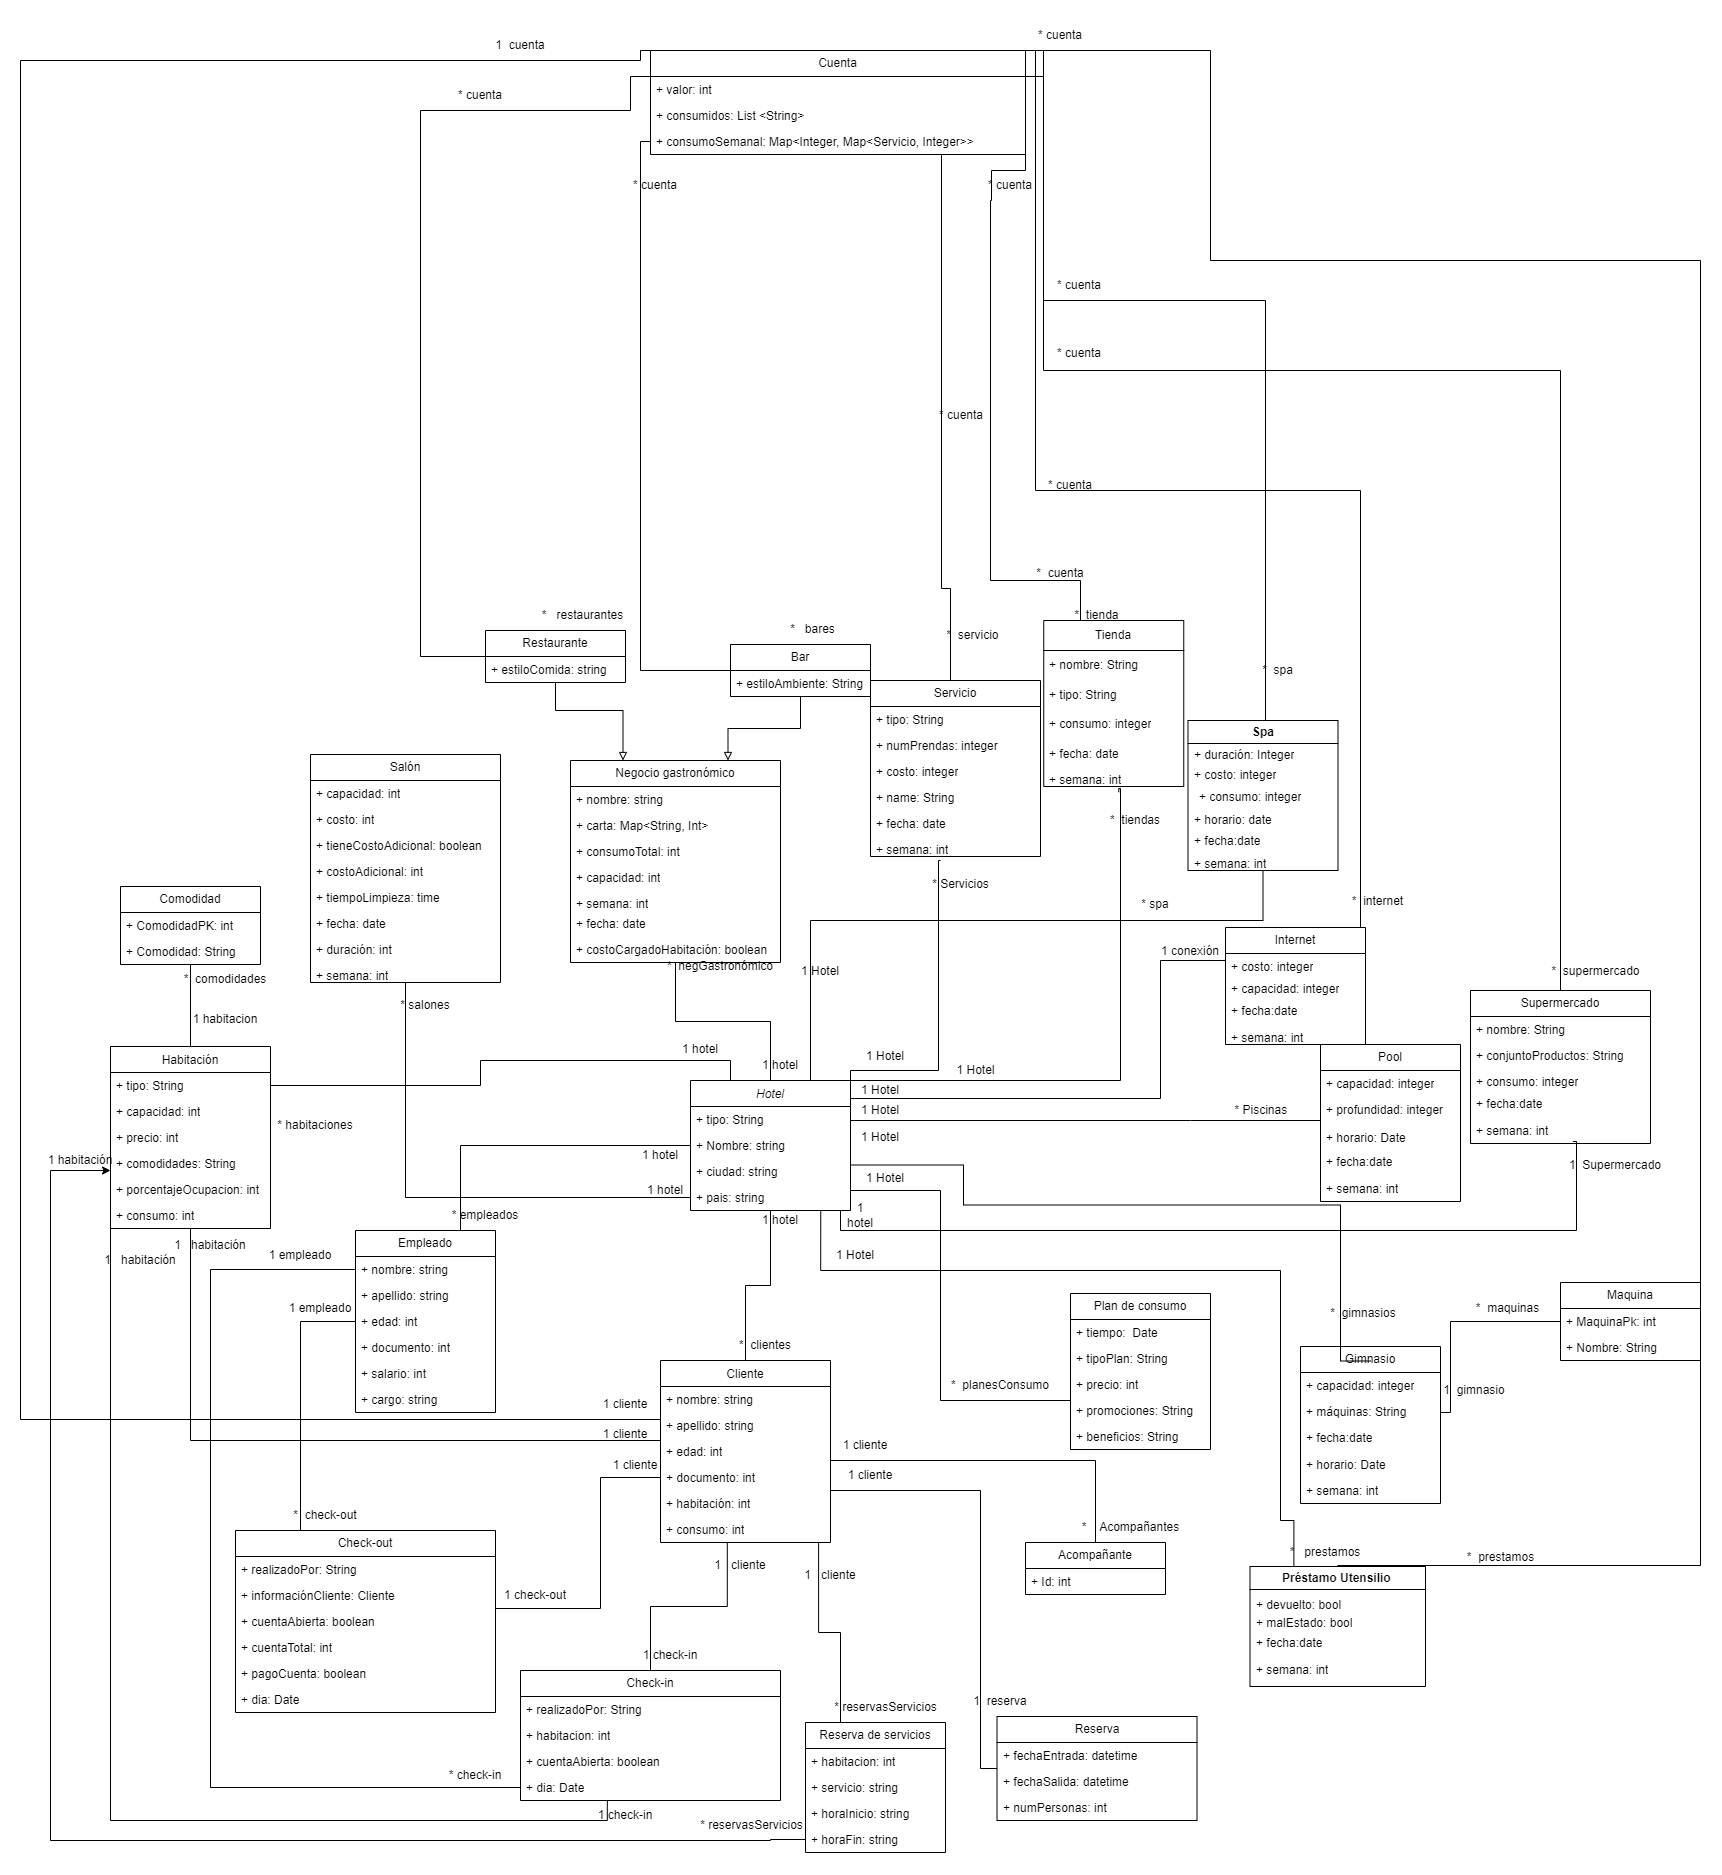 * cuenta
1 cuenta
Cuenta
+ valor: int
+ consumidos: List <String>
+ consumoSemanal: Map<Integer, Map<Servicio, Integer>>
* cuenta
* cuenta
* cuenta
* cuenta
* cuenta
* cuenta
* cuenta
* cuenta
* restaurantes
Restaurante
+ estiloComida: string
* bares
Bar
+ estiloAmbiente: String
* servicio
Servicio
+ tipo: String
+ numPrendas: integer
+ costo: integer
+ name: String
+ fecha: date
+ semana: int
* Servicios
* tienda
Tienda
+ nombre: String
+ tipo: String
+ consumo: integer
+ fecha: date
+ semana: int
* tiendas
* spa
Spa
+ duración: Integer
+ costo: integer
+ consumo: integer
+ horario: date
+ fecha:date
+ semana: int
* spa
Salón
+ capacidad: int
+ costo: int
+ tieneCostoAdicional: boolean
+ costoAdicional: int
+ tiempoLimpieza: time
+ fecha: date
+ duración: int
+ semana: int
* salones
Negocio gastronómico
+ nombre: string
+ carta: Map<String, Int>
+ consumoTotal: int
+ capacidad: int
+ semana: int
+ fecha: date
+ costoCargadoHabitación: boolean
* negGastronómico
Comodidad
+ ComodidadPK: int
+ Comodidad: String
* comodidades
1 habitacion
* internet
1 conexión
Internet
+ costo: integer
+ capacidad: integer
+ fecha:date
+ semana: int
* supermercado
Supermercado
+ nombre: String
+ conjuntoProductos: String
+ consumo: integer
+ fecha:date
+ semana: int
1 Supermercado
Pool
+ capacidad: integer
+ profundidad: integer
+ horario: Date
+ fecha:date
+ semana: int
* Piscinas
Habitación
+ tipo: String
+ capacidad: int
+ precio: int
+ comodidades: String
+ porcentajeOcupacion: int
+ consumo: int
* habitaciones
1 habitación
1 habitación
1 habitación
1 Hotel
1 hotel
1 hotel
1 Hotel
1 Hotel
1 Hotel
1 Hotel
1 Hotel
1 Hotel
1
hotel
1 Hotel
1 hotel
1 hotel
1 hotel
Hotel
+ tipo: String
+ Nombre: string
+ ciudad: string
+ pais: string
* empleados
Empleado
+ nombre: string
+ apellido: string
+ edad: int
+ documento: int
+ salario: int
+ cargo: string
1 empleado
1 empleado
* clientes
Cliente
+ nombre: string
+ apellido: string
+ edad: int
+ documento: int
+ habitación: int
+ consumo: int
1 cliente
1 cliente
1 cliente
1 cliente
1 cliente
1 cliente
1 cliente
* planesConsumo
Plan de consumo
+ tiempo: Date
+ tipoPlan: String
+ precio: int
+ promociones: String
+ beneficios: String
* gimnasios
Gimnasio
+ capacidad: integer
+ máquinas: String
+ fecha:date
+ horario: Date
+ semana: int
1 gimnasio
* maquinas
Maquina
+ MaquinaPk: int
+ Nombre: String
* check-out
Check-out
+ realizadoPor: String
+ informaciónCliente: Cliente
+ cuentaAbierta: boolean
+ cuentaTotal: int
+ pagoCuenta: boolean
+ dia: Date
1 check-out
* Acompañantes
Acompañante
+ Id: int
* prestamos
* prestamos
Préstamo Utensilio
+ devuelto: bool
+ malEstado: bool
+ fecha:date
+ semana: int
1 check-in
Check-in
+ realizadoPor: String
+ habitacion: int
+ cuentaAbierta: boolean
+ dia: Date
* check-in
1 check-in
* reservasServicios
Reserva de servicios
+ habitacion: int
+ servicio: string
+ horaInicio: string
+ horaFin: string
* reservasServicios
1 reserva
Reserva
+ fechaEntrada: datetime
+ fechaSalida: datetime
+ numPersonas: int